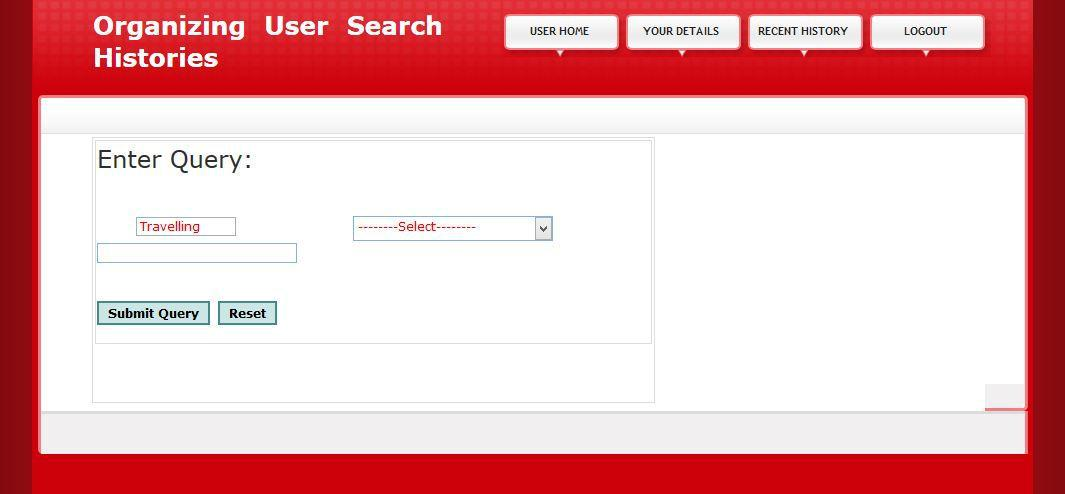 Organizing User Search
Histories
USER HOME
YOUR DETAILS
RECENT HISTORY
LOGOUT
Enter Query:
Travelling
--------Select--------
Submit Query
Reset